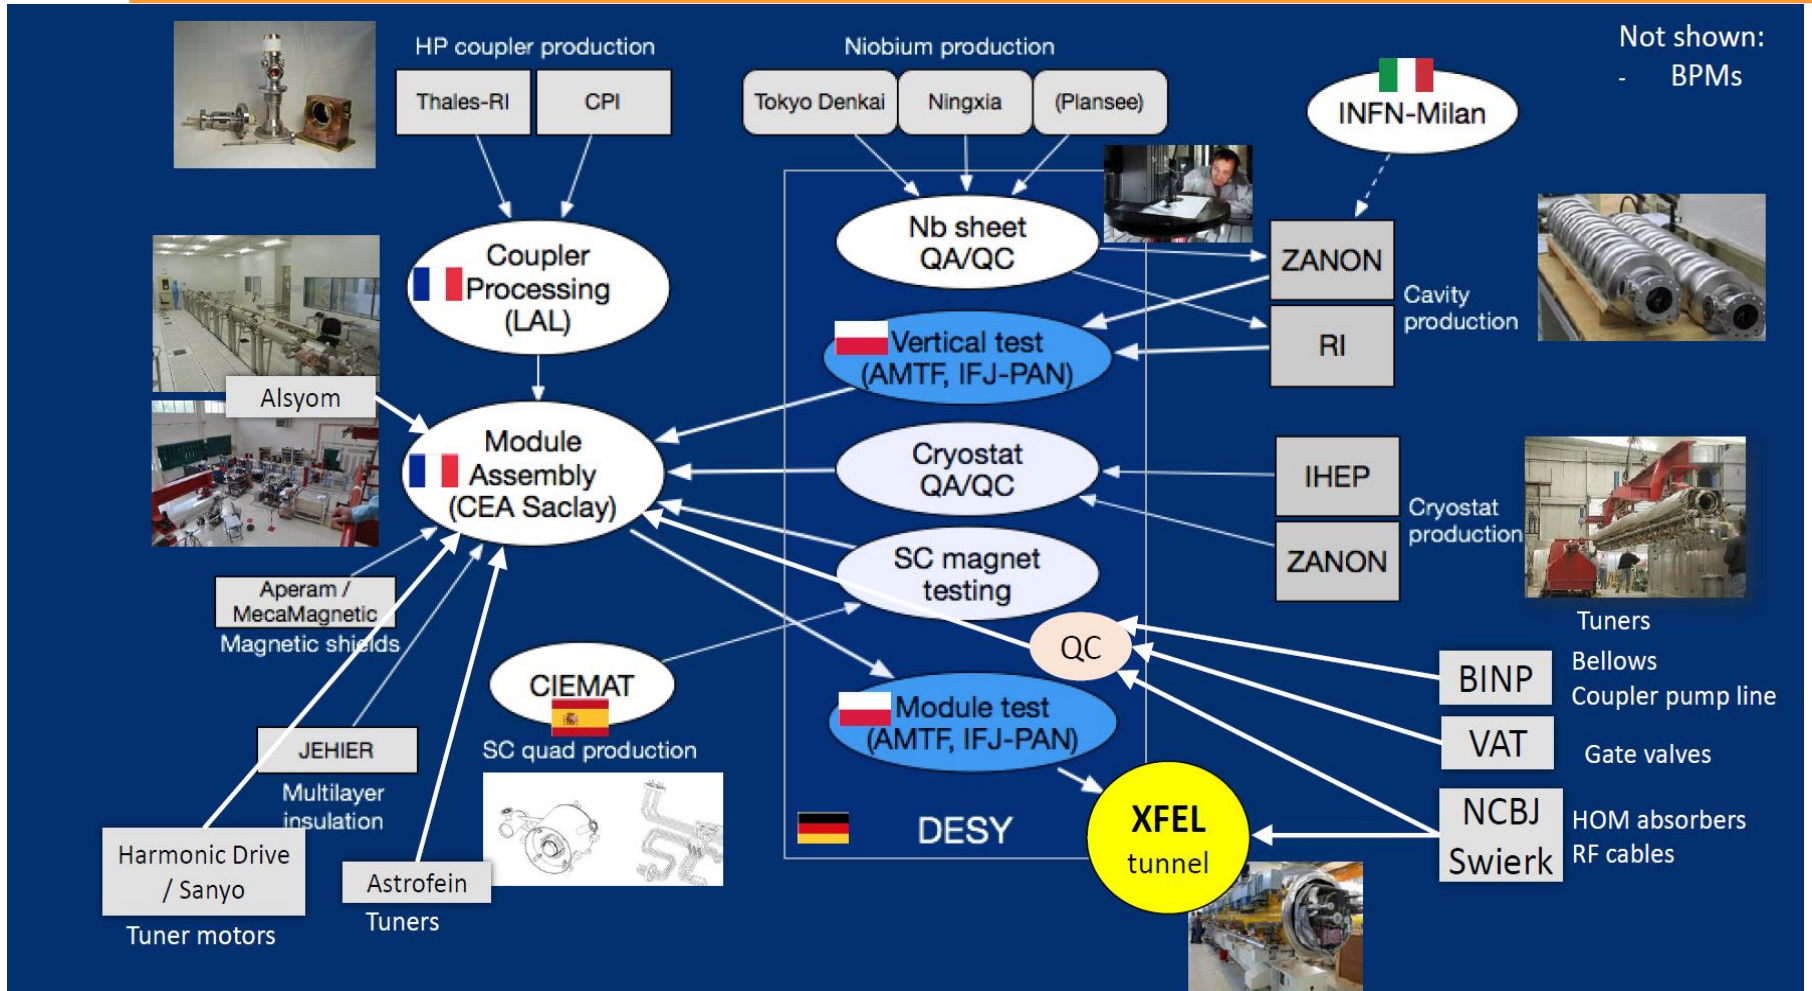 HP coupler production
Thales-RI
CPI
Niobium production
Tokyo Denkai
Ningxia
(Plansee)
INFN-Milan
Not shown:
- BPMs
Coupler
Processing
(LAL)
Nb sheet
QA/QC
ZANON
RI
Cavity
production
Vertical test
(AMTF, IFJ-PAN)
Alsyom
Module
Assembly
(CEA Saclay)
Cryostat
QA/QC
IHEP
ZANON
Cryostat
production
SC magnet
testing
Aperam /
MecaMagnetic
Magnetic shields
QC
CIEMAT
SC quad production
Module test
(AMTF, IFJ-PAN)
Tuners
BINP
Bellows
Coupler pump line
VAT
Gate valves
JEHIER
Multilayer
insulation
NCBJ
Swierk
HOM absorbers
RF cables
DESY
XFEL
tunnel
Harmonic Drive
/ Sanyo
Tuner motors
Astrofein
Tuners